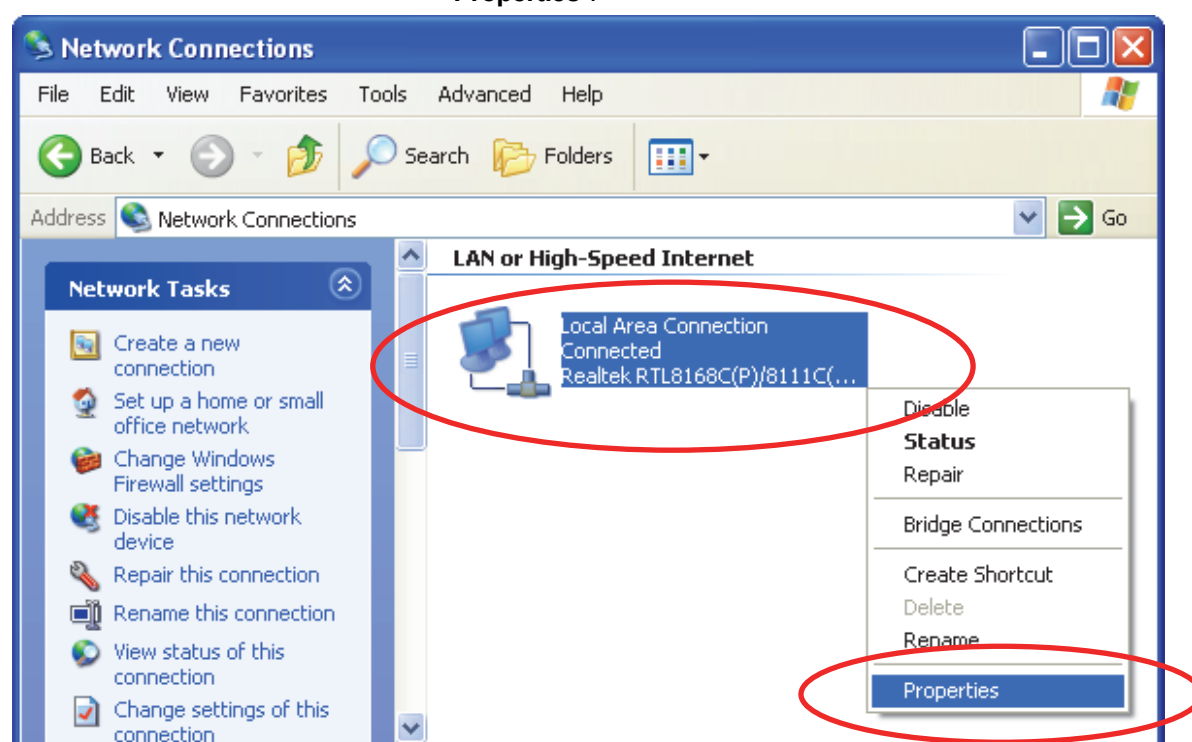 Network Connections
File Edit View Favorites Tools Advanced Help
Back Search Folders
Address Network Connections Go
Network Tasks
Create a new
connection
Set up a home or small
office network
Change Windows
Firewall settings
Disable this network
device
Repair this connection
Rename this connection
View status of this
connection
Change settings of this
connection
LAN or High-Speed Internet
Local Area Connection
Connected
Realtek RTL8168C(P)/8111C(...
Disable
Status
Repair
Bridge Connections
Create Shortcut
Delete
Rename
Properties